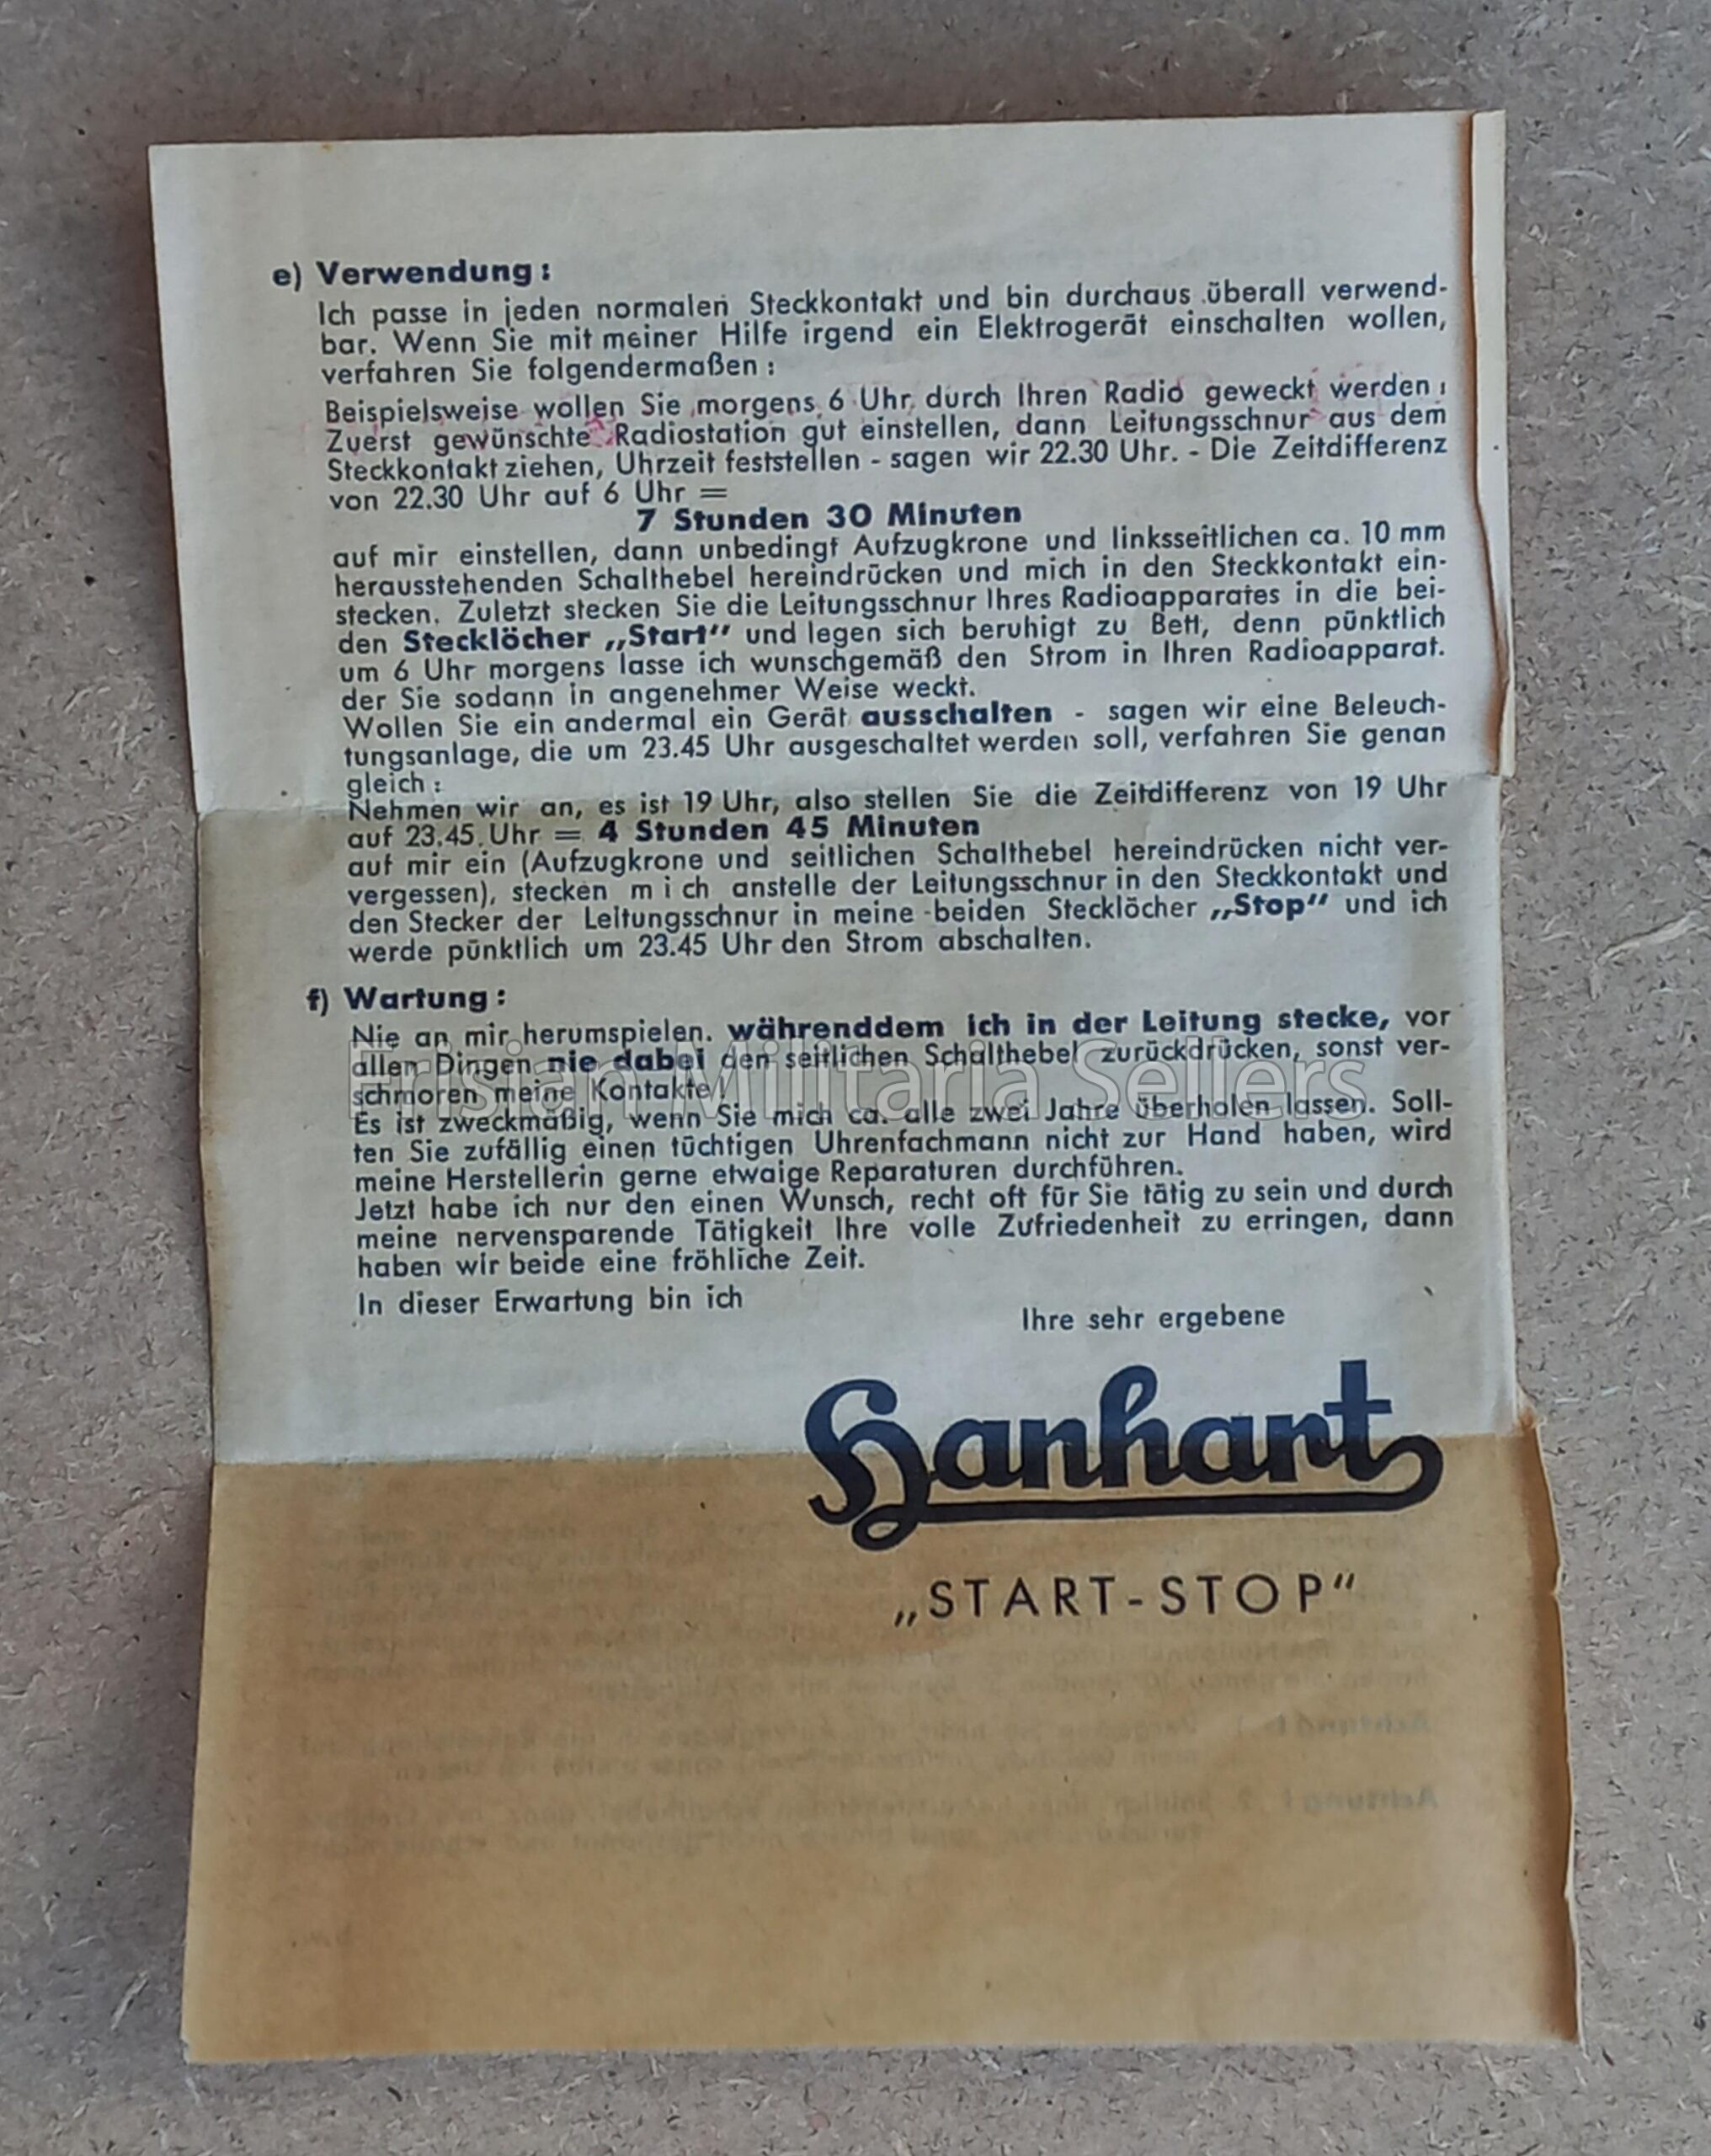 e) Verwendung:
Ich passe in jeden normalen Steckkontakt und bin durchaus überall verwend-
bar. Wenn Sie mit meiner Hilfe irgend ein Elektrogerät einschalten wollen,
verfahren Sie folgendermaßen:
Beispielsweise wollen Sie morgens 6 Uhr durch Ihren Radio geweckt werden:
Zuerst gewünschte Radiostation gut einstellen, dann Leitungsschnur aus dem
Steckkontakt ziehen, Uhrzeit feststellen - sagen wir 22.30 Uhr. - Die Zeitdifferenz
von 22.30 Uhr auf 6 Uhr =
7 Stunden 30 Minuten
auf mir einstellen, dann unbedingt Aufzugkrone und linksseitlichen ca. 10 mm
herausstehenden Schalthebel hereindrücken und mich in den Steckkontakt ein-
stecken. Zuletzt stecken Sie die Leitungsschnur Ihres Radioapparates in die bei-
den Stecklöcher „Start" und legen sich beruhigt zu Bett, denn pünktlich
um 6 Uhr morgens lasse ich wunschgemäß den Strom in Ihren Radioapparat.
der Sie sodann in angenehmer Weise weckt.
Wollen Sie ein andermal ein Gerät ausschalten - sagen wir eine Beleuch-
tungsanlage, die um 23.45 Uhr ausgeschaltet werden soll, verfahren Sie genan
gleich:
Nehmen wir an, es ist 19 Uhr, also stellen Sie die Zeitdifferenz von 19 Uhr
auf 23.45 Uhr = 4 Stunden 45 Minuten
auf mir ein (Aufzugkrone und seitlichen Schalthebel hereindrücken nicht ver-
vergessen), stecken mich anstelle der Leitungsschnur in den Steckkontakt und
den Stecker der Leitungsschnur in meine beiden Stecklöcher „Stop" und ich
werde pünktlich um 23.45 Uhr den Strom abschalten.
f) Wartung:
Nie an mir herumspielen. währenddem ich in der Leitung stecke, vor
allen Dingen nie dabei den seitlichen Schalthebel zurückdrücken, sonst ver-
schmoren meine Kontakte!
Frisian Militaria Sellers
Es ist zweckmäßig, wenn Sie mich ca. alle zwei Jahre überholen lassen. Soll-
ten Sie zufällig einen tüchtigen Uhrenfachmann nicht zur Hand haben, wird
meine Herstellerin gerne etwaige Reparaturen durchführen.
Jetzt habe ich nur den einen Wunsch, recht oft für Sie tätig zu sein und durch
meine nervensparende Tätigkeit Ihre volle Zufriedenheit zu erringen, dann
haben wir beide eine fröhliche Zeit.
In dieser Erwartung bin ich
Ihre sehr ergebene
Hanhart
„START-STOP"